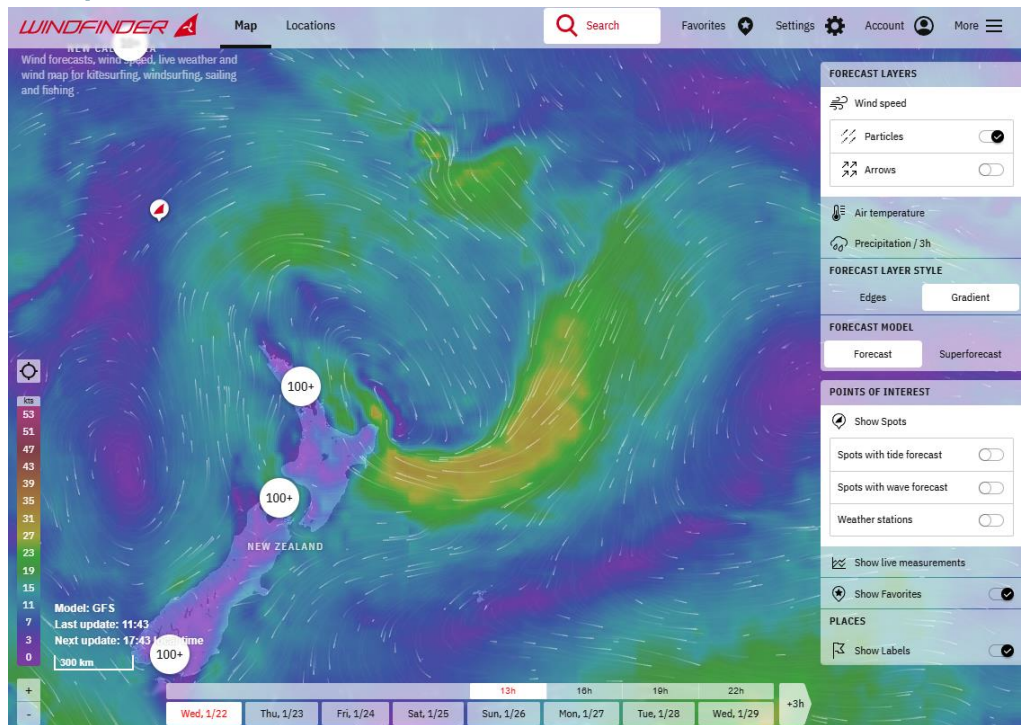 WINDFINDER
Map
Locations
Search
Favorites
Settings
Account
More
Wind forecasts, wind speed, live weather and
wind map for kitesurfing, windsurfing, sailing
and fishing
FORECAST LAYERS
Wind speed
Particles
Arrows
Air temperature
Precipitation / 3h
FORECAST LAYER STYLE
Edges
Gradient
FORECAST MODEL
Forecast
Superforecast
POINTS OF INTEREST
Show Spots
Spots with tide forecast
Spots with wave forecast
Weather stations
Show live measurements
Show Favorites
PLACES
Show Labels
100+
100+
NEW ZEALAND
100+
kts
53
51
47
43
39
35
31
27
23
19
15
11
7
3
0
Model: GFS
Last update: 11:43
Next update: 17:43 local time
300 km
+
-
13h
16h
19h
22h
+3h
Wed, 1/22
Thu, 1/23
Fri, 1/24
Sat, 1/25
Sun, 1/26
Mon, 1/27
Tue, 1/28
Wed, 1/29